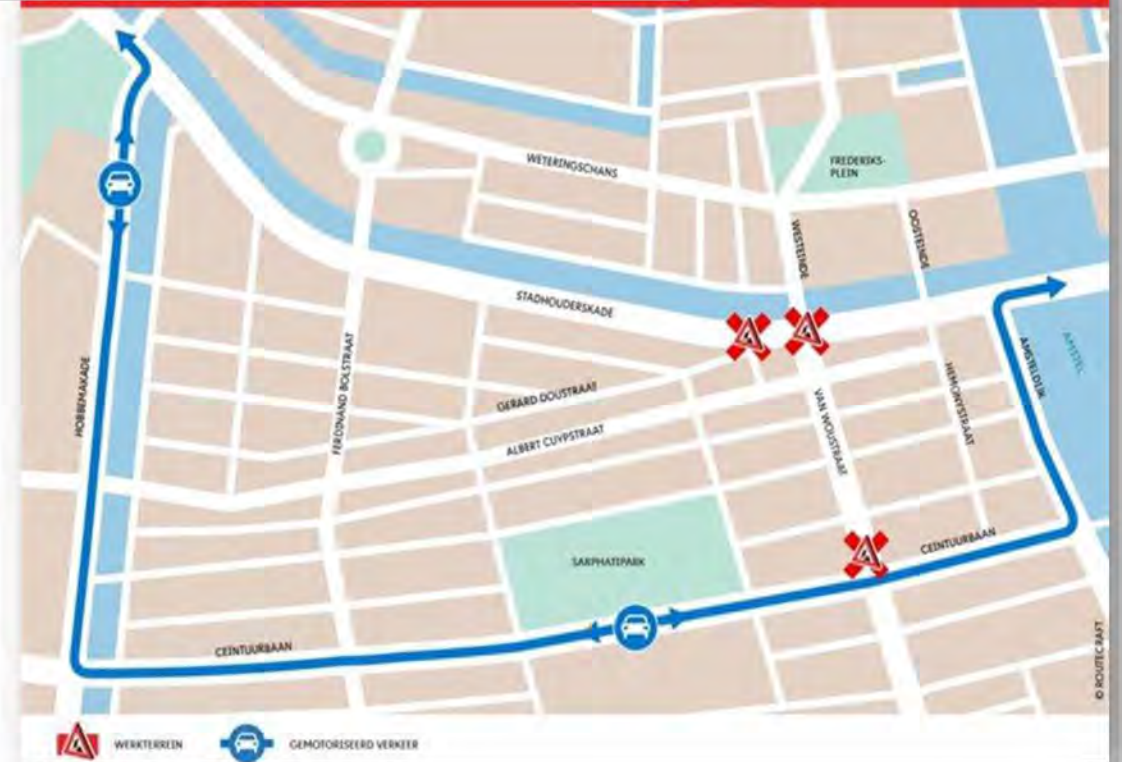 WETERINGSCHANS
FREDERIKS-
PLEIN
WESTEINDE
OOSTEINDE
STADHOUDERSKADE
AMSTEL
AMSTELDIJK
HOBBEMAKADE
FERDINAND BOLSTRAAT
GERARD DOUSTRAAT
ALBERT CUYPSTRAAT
VAN WOUSTRAAT
HEMONYSTRAAT
CEINTUURBAAN
SARPHATIPARK
CEINTUURBAAN
© ROUTECRAFT
WERKTERREIN
GEMOTORISEERD VERKEER